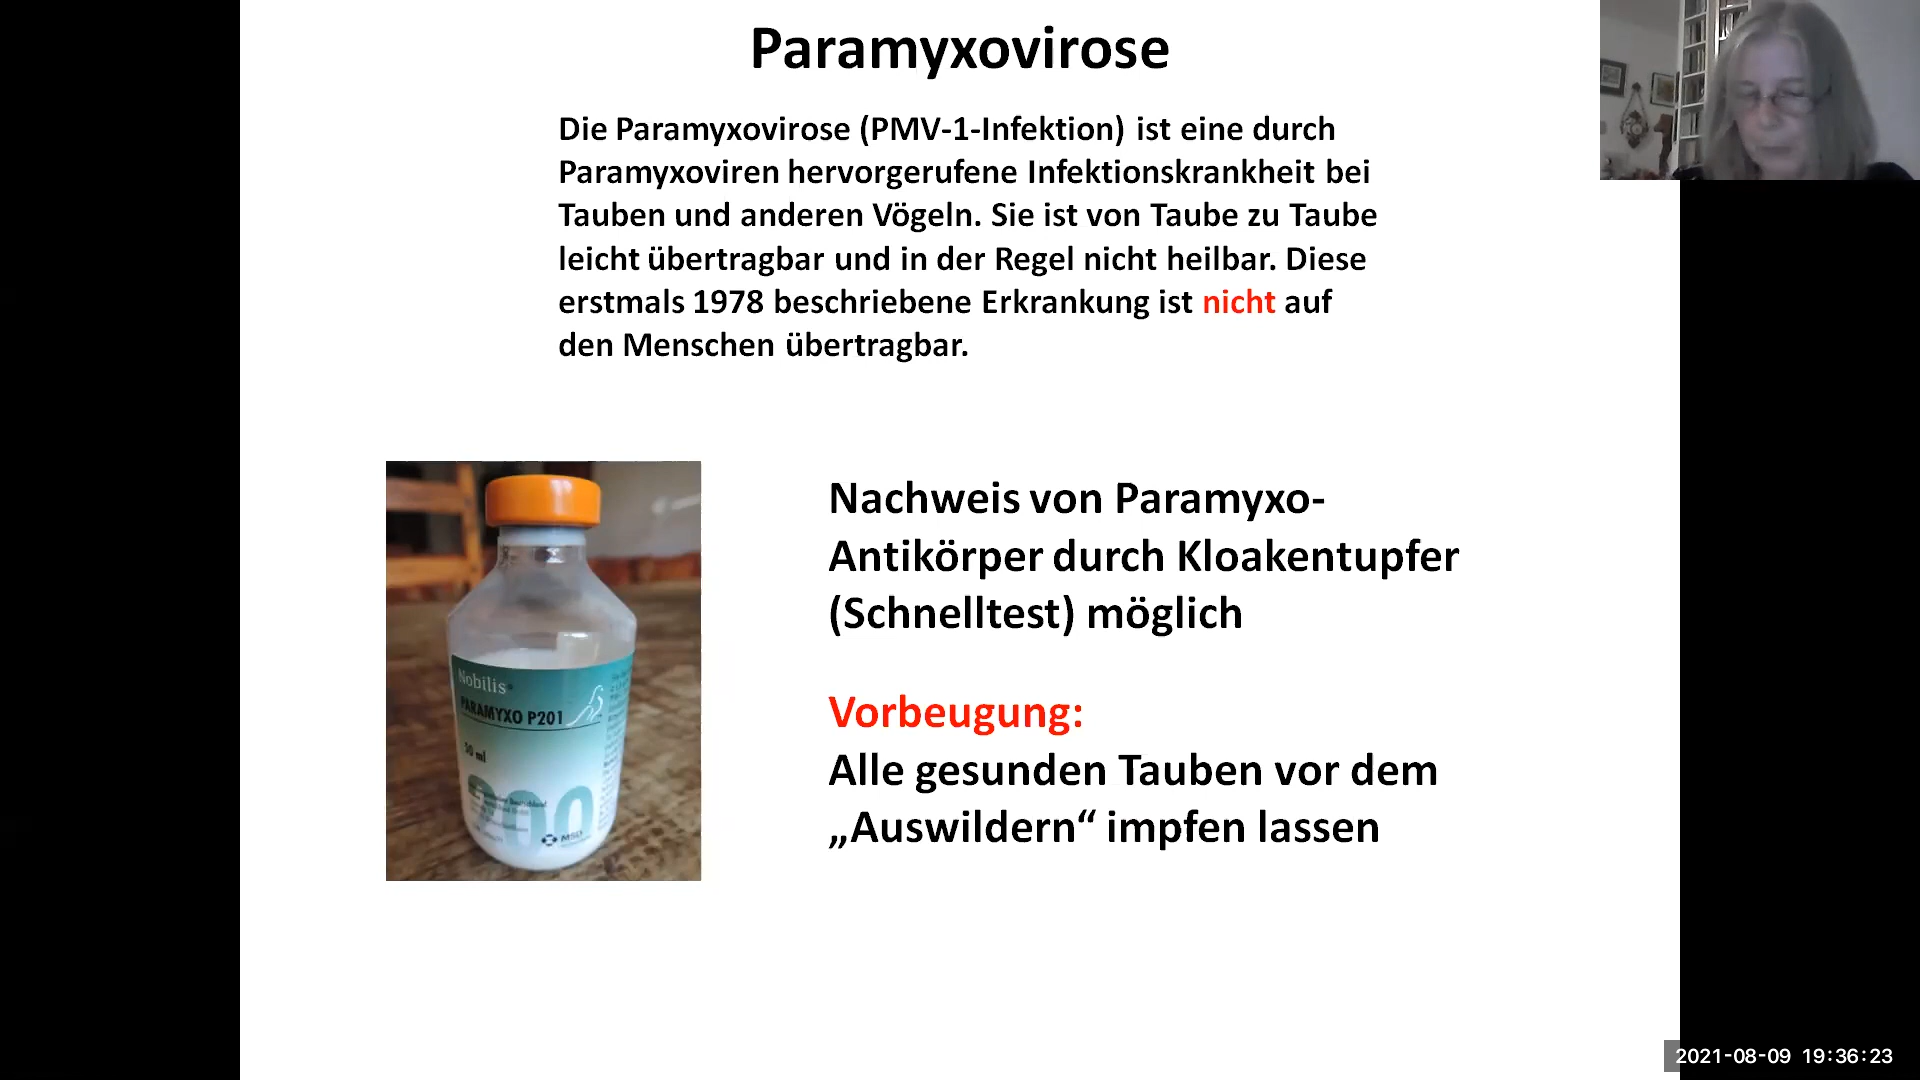 Paramyxovirose
Die Paramyxovirose (PMV-1-Infektion) ist eine durch
Paramyxoviren hervorgerufene Infektionskrankheit bei
Tauben und anderen Vögeln. Sie ist von Taube zu Taube
leicht übertragbar und in der Regel nicht heilbar. Diese
erstmals 1978 beschriebene Erkrankung ist nicht auf
den Menschen übertragbar.
Nobilis®
PARAMYXO P201
50 ml
MSD
Nachweis von Paramyxo-
Antikörper durch Kloakentupfer
(Schnelltest) möglich
Vorbeugung:
Alle gesunden Tauben vor dem
„Auswildern“ impfen lassen
2021-08-09 19:36:23